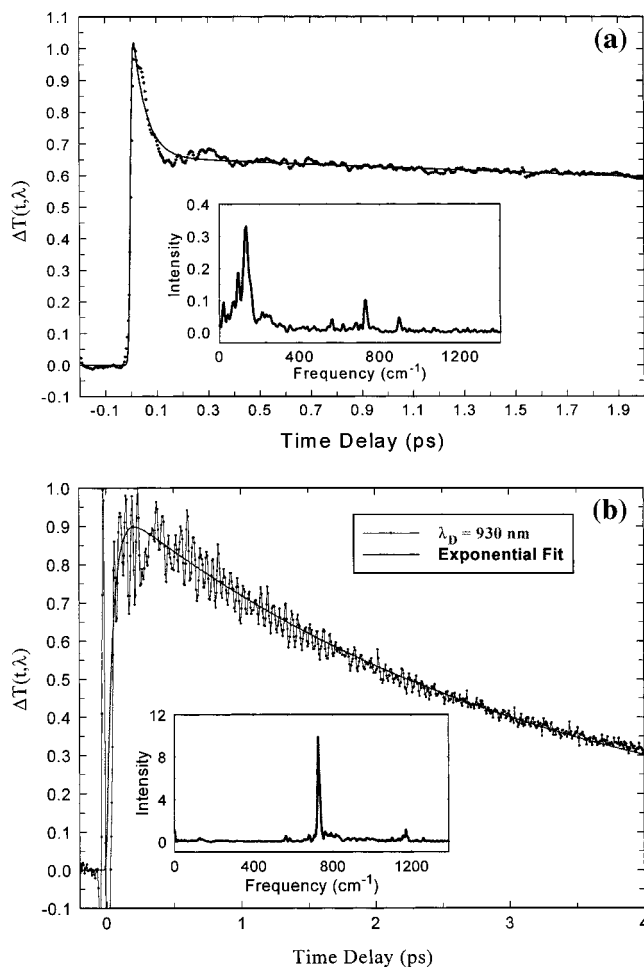 (a)
1.1
1.0
0.9
0.8
0.7
0.6
0.5
0.4
0.3
0.2
0.1
0.0
-0.1
ΔT(t,λ)
0.4
0.3
0.2
0.1
0.0
Intensity
0 400 800 1200
Frequency (cm⁻¹)
-0.1 0.1 0.3 0.5 0.7 0.9 1.1 1.3 1.5 1.7 1.9
Time Delay (ps)
(b)
1.0
0.9
0.8
0.7
0.6
0.5
0.4
0.3
0.2
0.1
0.0
-0.1
ΔT(t,λ)
λD = 930 nm
Exponential Fit
12
8
4
0
Intensity
0 400 800 1200
Frequency (cm⁻¹)
0 1 2 3 4
Time Delay (ps)